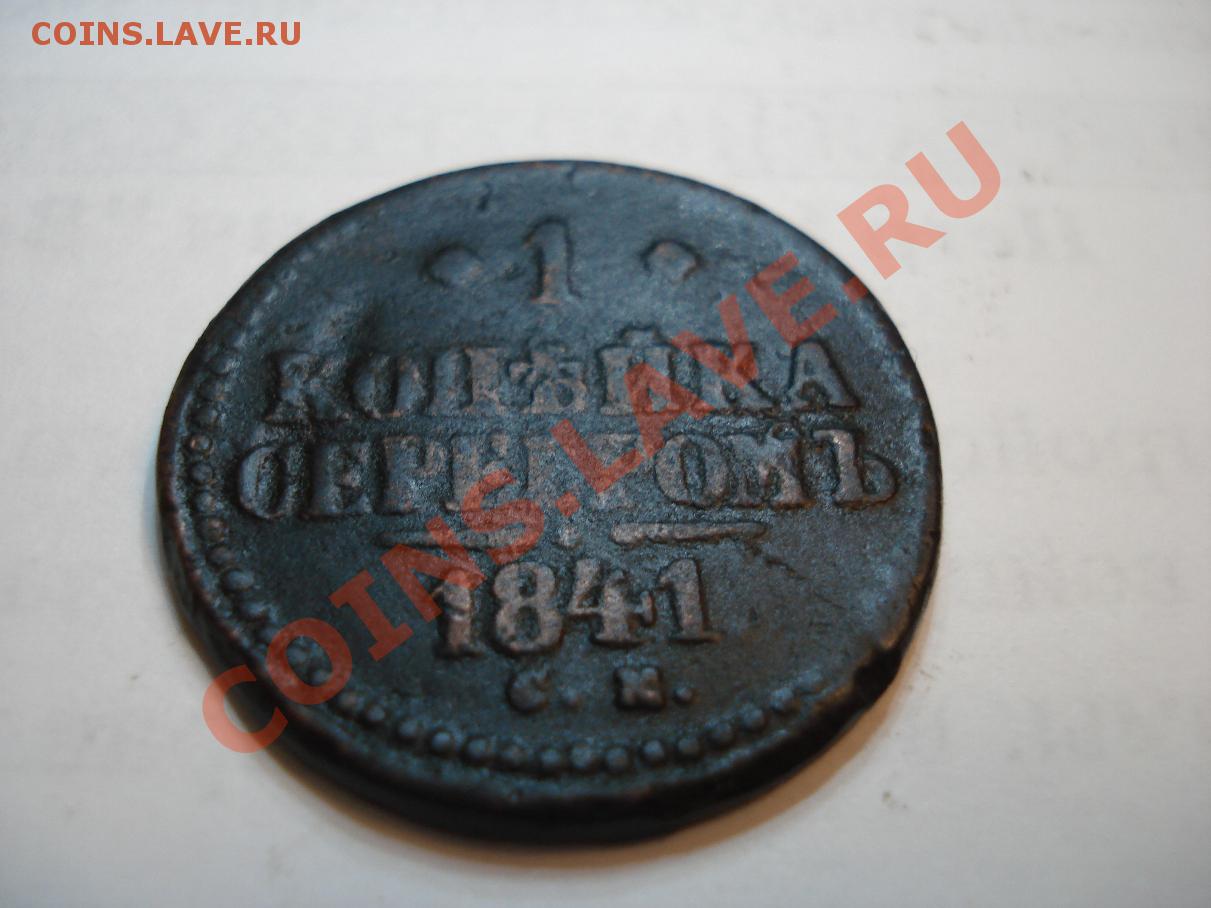 COINS.LAVE.RU
1
КОПѢЙКА
СЕРЕБРОМЪ
1841
С. М.
COINS.LAVE.RU